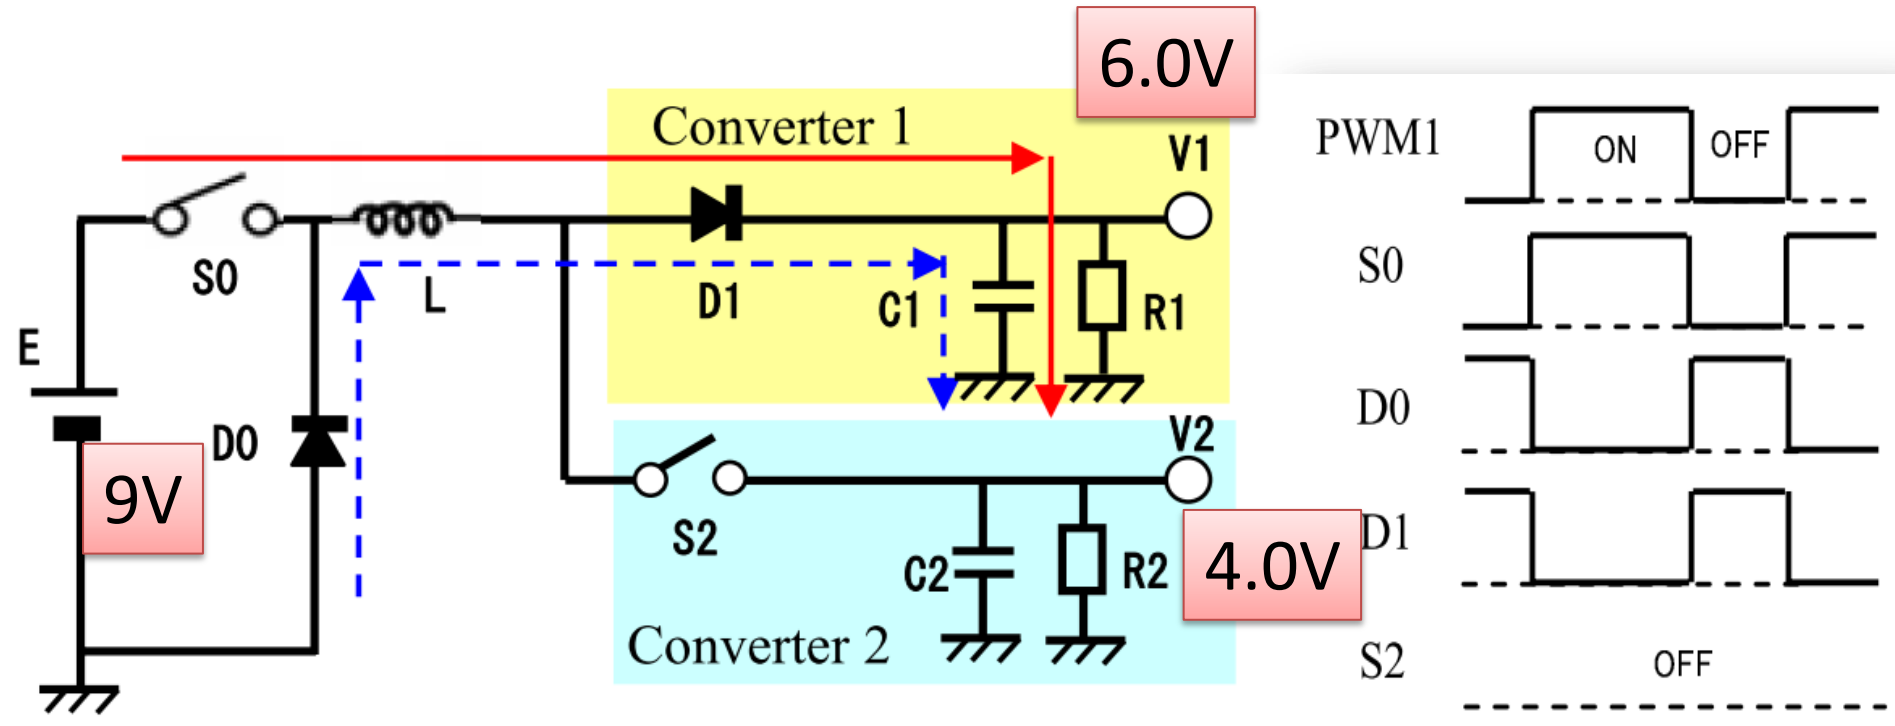 6.0V
Converter 1
V1
S0
L
D1
C1
R1
E
D0
9V
V2
S2
C2
R2
4.0V
Converter 2
PWM1
ON
OFF
S0
D0
D1
S2
OFF